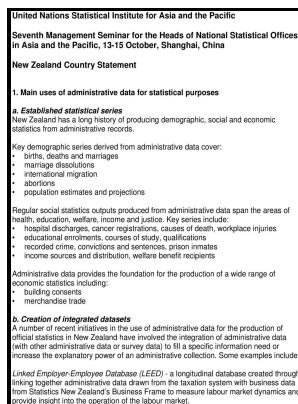 United Nations Statistical Institute for Asia and the Pacific
Seventh Management Seminar for the Heads of National Statistical Offices
in Asia and the Pacific, 13-15 October, Shanghai, China
New Zealand Country Statement
1. Main uses of administrative data for statistical purposes
a. Established statistical series
New Zealand has a long history of producing demographic, social and economic
statistics from administrative records.
Key demographic series derived from administrative data cover:
• births, deaths and marriages
• marriage dissolutions
• international migration
• abortions
• population estimates and projections
Regular social statistics outputs produced from administrative data span the areas of
health, education, welfare, income and justice. Key series include:
• hospital discharges, cancer registrations, causes of death, workplace injuries
• educational enrolments, courses of study, qualifications
• recorded crime, convictions and sentences, prison inmates
• income sources and distribution, welfare benefit recipients
Administrative data provides the foundation for the production of a wide range of
economic statistics including:
• building consents
• merchandise trade
b. Creation of integrated datasets
A number of recent initiatives in the use of administrative data for the production of
official statistics in New Zealand have involved the integration of administrative data
(with other administrative data or survey data) to fill a specific information need or
increase the explanatory power of an administrative collection. Some examples include
Linked Employer-Employee Database (LEED) - a longitudinal database created through
linking together administrative data drawn from the taxation system with business data
from Statistics New Zealand's Business Frame to measure labour market dynamics and
provide insight into the operation of the labour market.